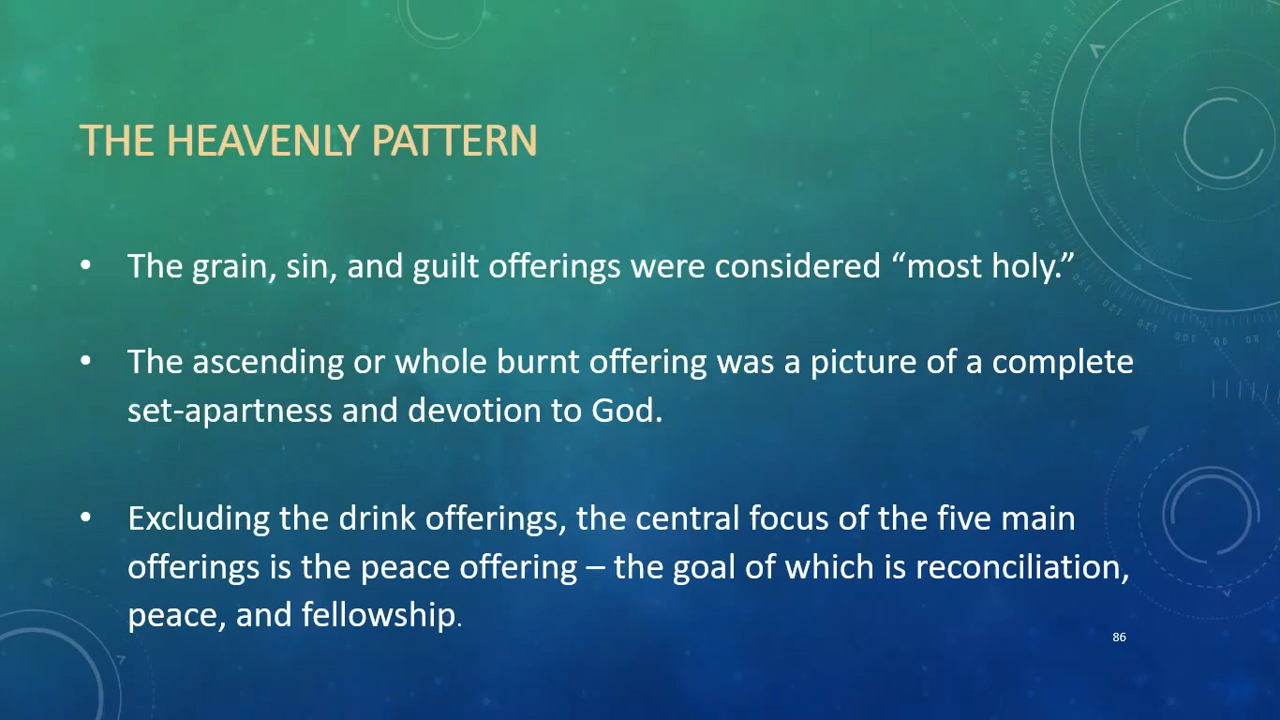 THE HEAVENLY PATTERN
• The grain, sin, and guilt offerings were considered “most holy.”
• The ascending or whole burnt offering was a picture of a complete
set-apartness and devotion to God.
• Excluding the drink offerings, the central focus of the five main
offerings is the peace offering – the goal of which is reconciliation,
peace, and fellowship.
86